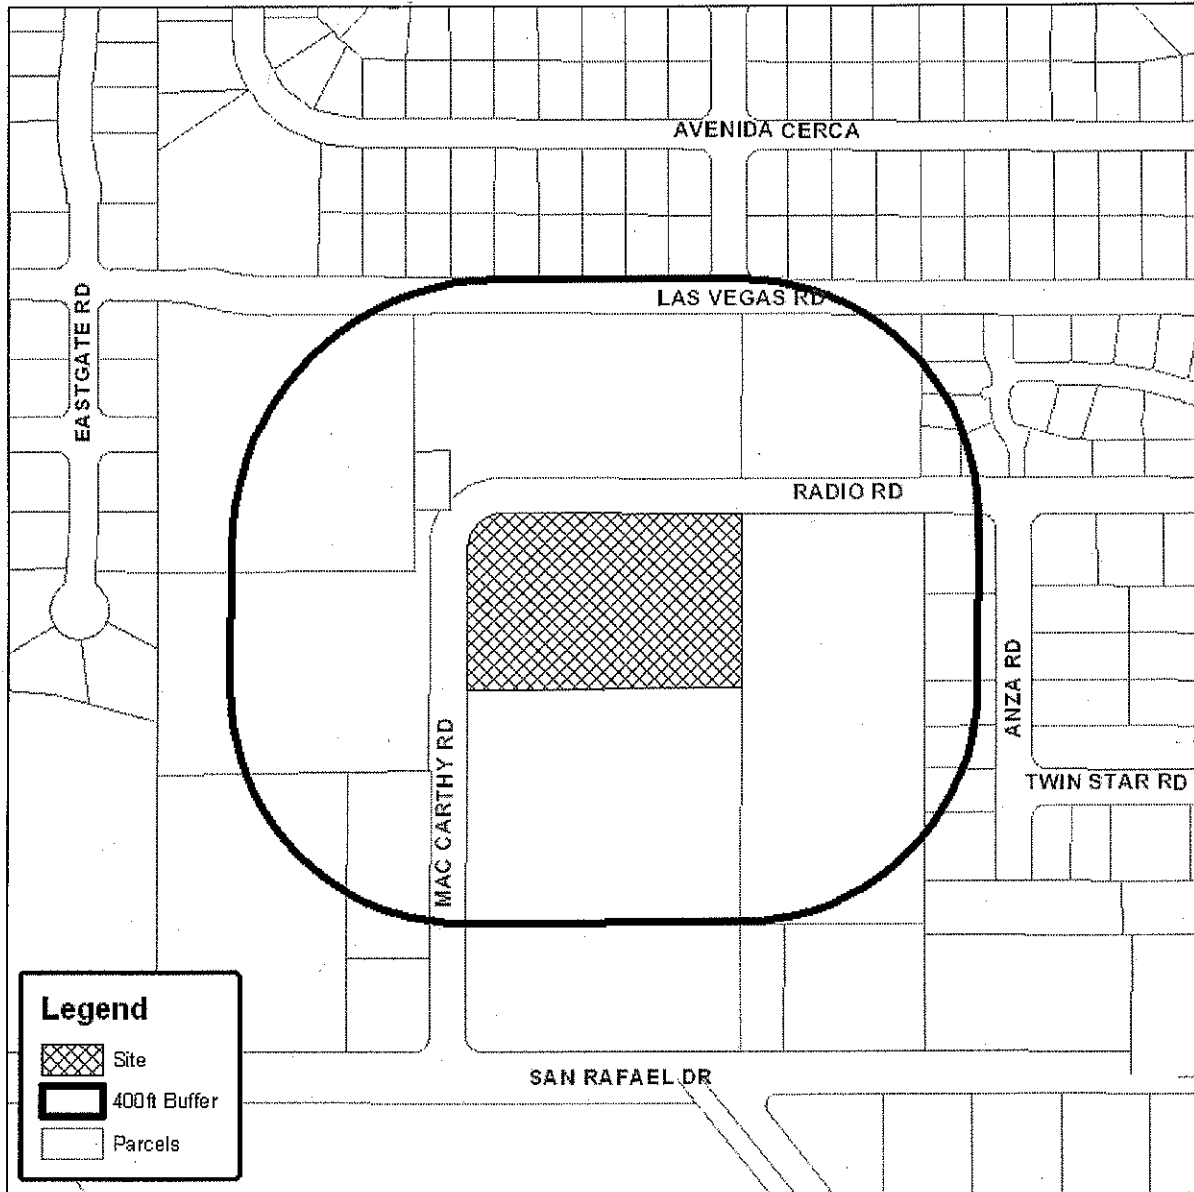 AVENIDA CERCA
LAS VEGAS RD
EASTGATE RD
RADIO RD
ANZA RD
MAC CARTHY RD
TWIN STAR RD
SAN RAFAEL DR
Legend
Site
400ft Buffer
Parcels